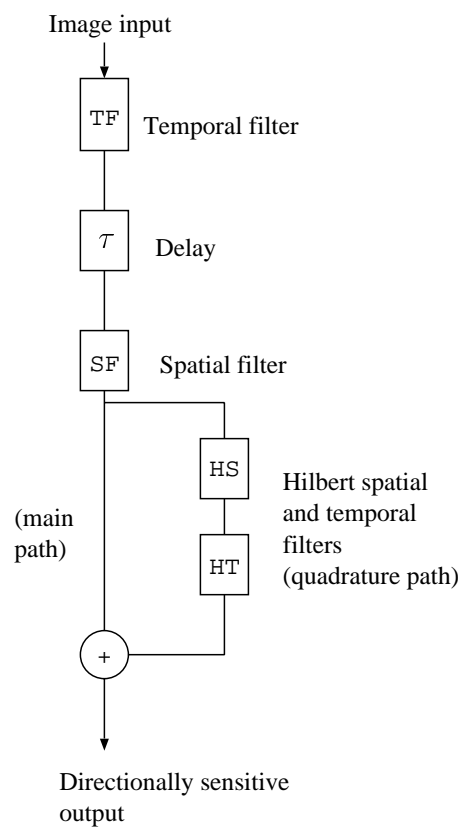 Image input
TF
Temporal filter
τ
Delay
SF
Spatial filter
HS
Hilbert spatial
and temporal
filters
(quadrature path)
(main
path)
HT
+
Directionally sensitive
output